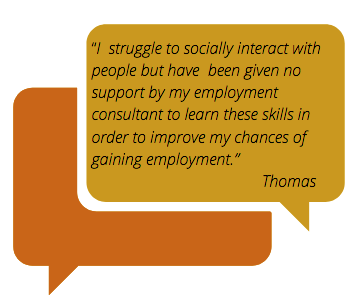 “I  struggle to socially interact with
people but have  been given no
support by my employment
consultant to learn these skills in
order to improve my chances of
gaining employment.”
Thomas